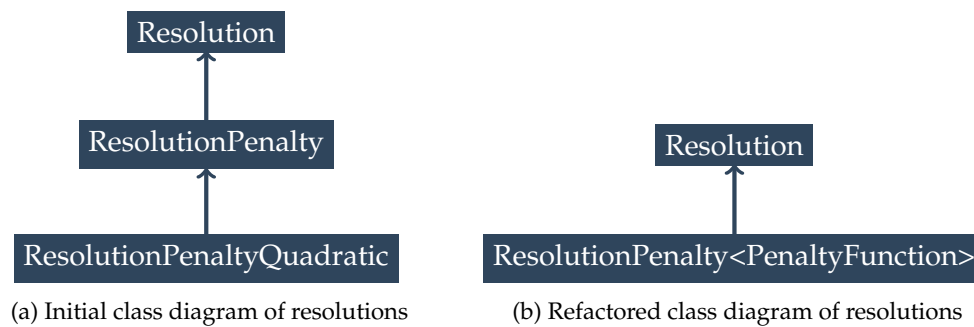 Resolution
ResolutionPenalty
ResolutionPenaltyQuadratic
(a) Initial class diagram of resolutions
Resolution
ResolutionPenalty<PenaltyFunction>
(b) Refactored class diagram of resolutions